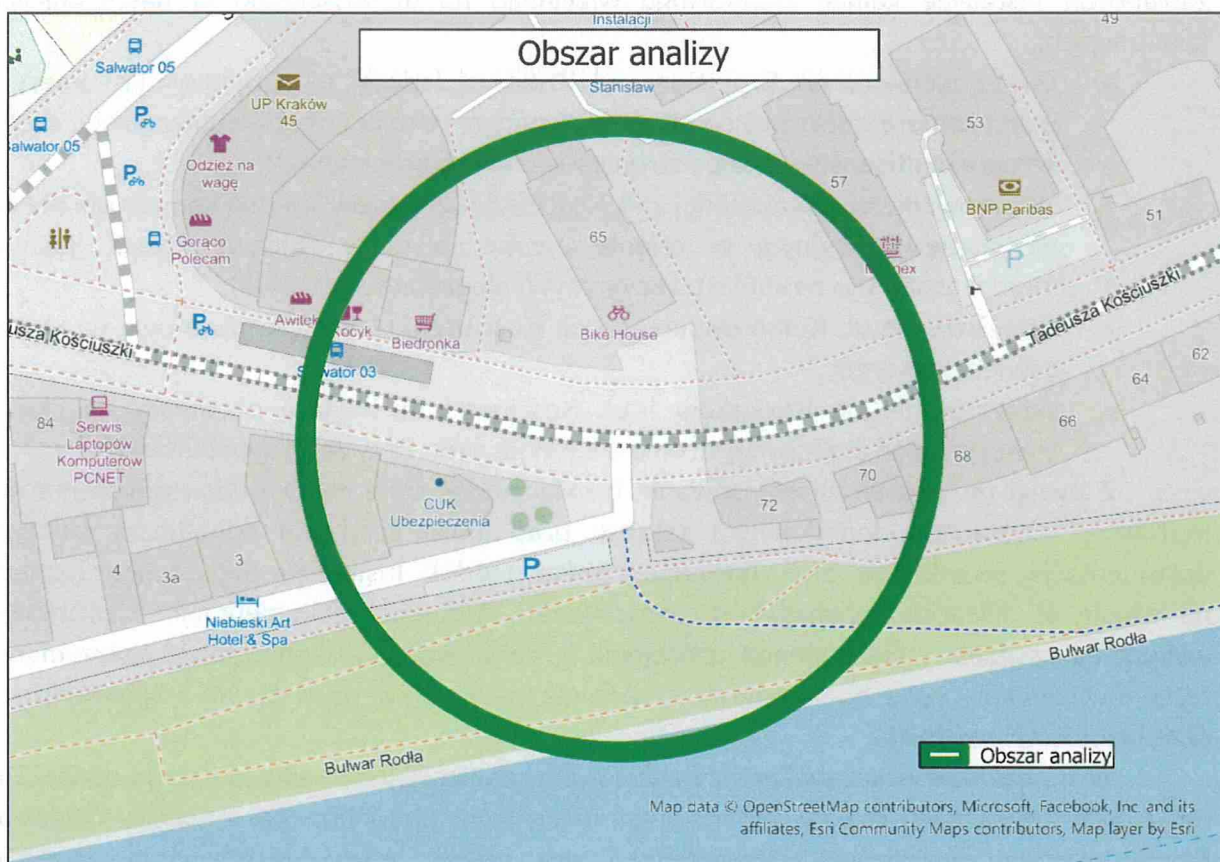 Instalacji
49
Obszar analizy
Stanisław
Salwator 05
UP Kraków
45
Salwator 05
P
53
P
57
Odzież na
wagę
BNP Paribas
51
65
Gorąco
Polecam
P
Awitek
Kocyk
Biedronka
Bike House
P
Tadeusza Kościuszki
usza Kościuszki
Salwator 03
62
64
66
84
Serwis
Laptopów
Komputerów
PCNET
68
70
72
CUK
Ubezpieczenia
3
3a
4
P
Niebieski Art
Hotel & Spa
Bulwar Rodła
Bulwar Rodła
Obszar analizy
Map data © OpenStreetMap contributors, Microsoft, Facebook, Inc. and its
affiliates, Esri Community Maps contributors, Map layer by Esri